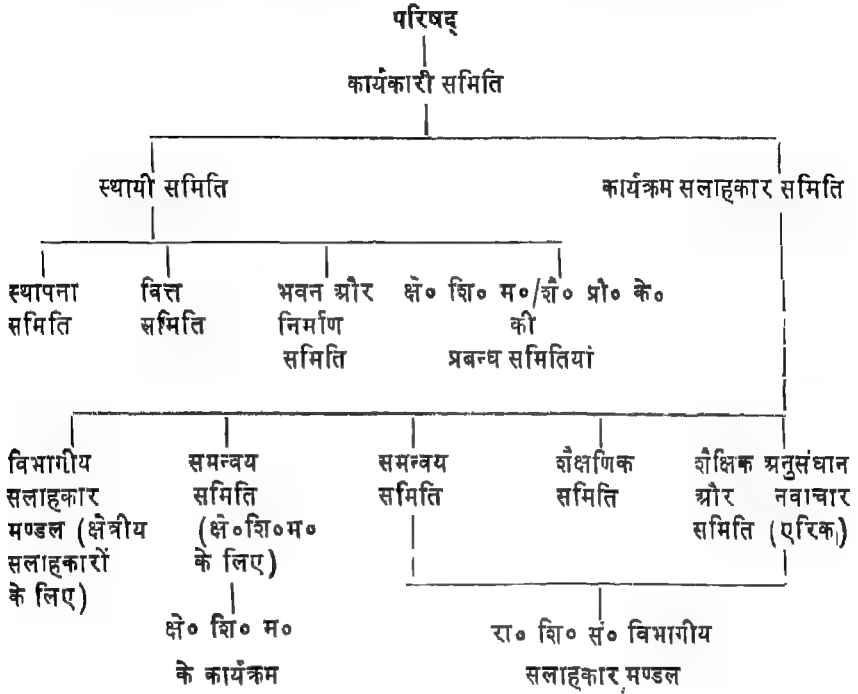 परिषद्
कार्यकारी समिति
स्थायी समिति
कार्यक्रम सलाहकार समिति
स्थापना
समिति
वित्त
समिति
भवन और
निर्माण
समिति
क्षे० शि० म०/शै० प्रौ० के०
की
प्रबन्ध समितियां
विभागीय
सलाहकार
मण्डल (क्षेत्रीय
सलाहकारों
के लिए)
समन्वय
समिति
(क्षे०शि०म०
के लिए)
समन्वय
समिति
शैक्षणिक
समिति
शैक्षिक अनुसंधान
और नवाचार
समिति (एरिक)
क्षे० शि० म०
के कार्यक्रम
रा० शि० सं० विभागीय
सलाहकार मण्डल